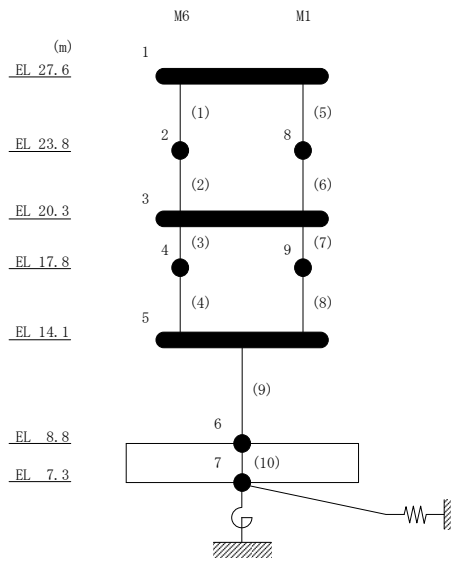 M6 M1
(m)
1
EL 27.6
(1) (5)
2 8
EL 23.8
(2) (6)
3
EL 20.3
(3) (7)
4 9
EL 17.8
(4) (8)
5
EL 14.1
(9)
6
EL 8.8
7 (10)
EL 7.3